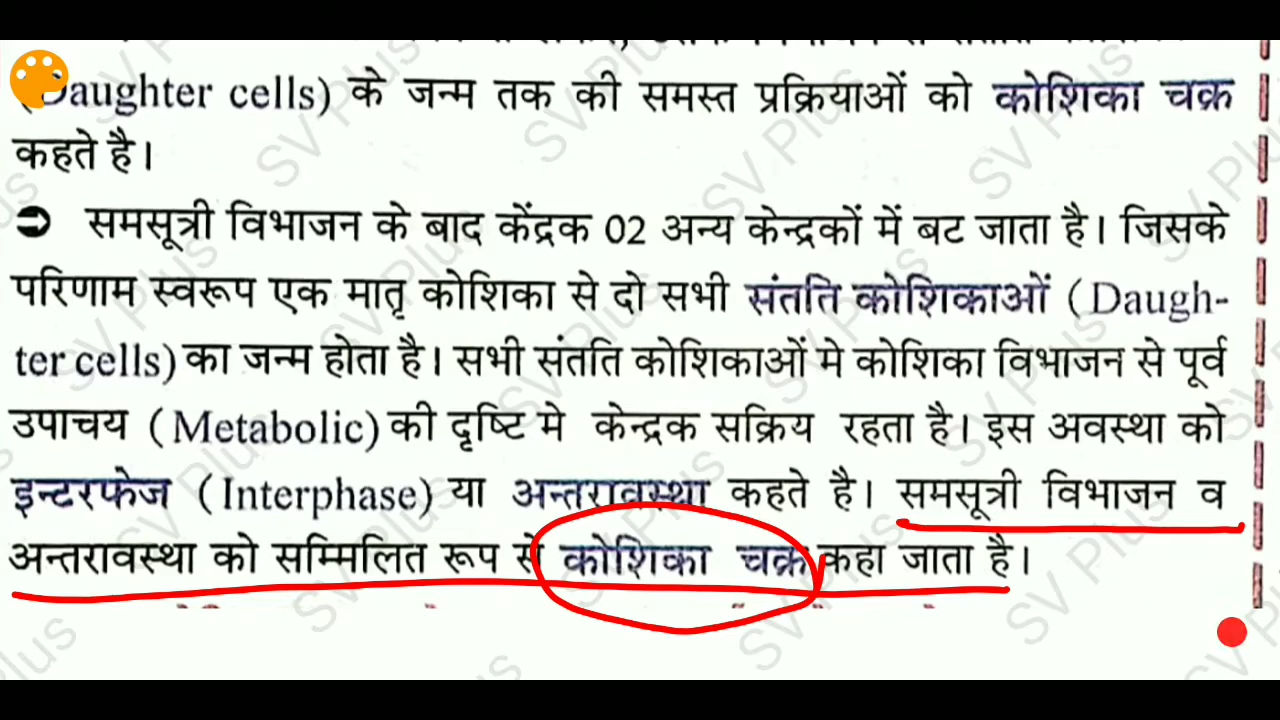 (Daughter cells) के जन्म तक की समस्त प्रक्रियाओं को कोशिका चक्र
कहते है।
➲ समसूत्री विभाजन के बाद केंद्रक 02 अन्य केन्द्रकों में बट जाता है। जिसके
परिणाम स्वरूप एक मातृ कोशिका से दो सभी संतति कोशिकाओं (Daugh-
ter cells) का जन्म होता है। सभी संतति कोशिकाओं मे कोशिका विभाजन से पूर्व
उपाचय (Metabolic) की दृष्टि मे केन्द्रक सक्रिय रहता है। इस अवस्था को
इन्टरफेज (Interphase) या अन्तरावस्था कहते है। समसूत्री विभाजन व
अन्तरावस्था को सम्मिलित रूप से कोशिका चक्र कहा जाता है।
SV Plus